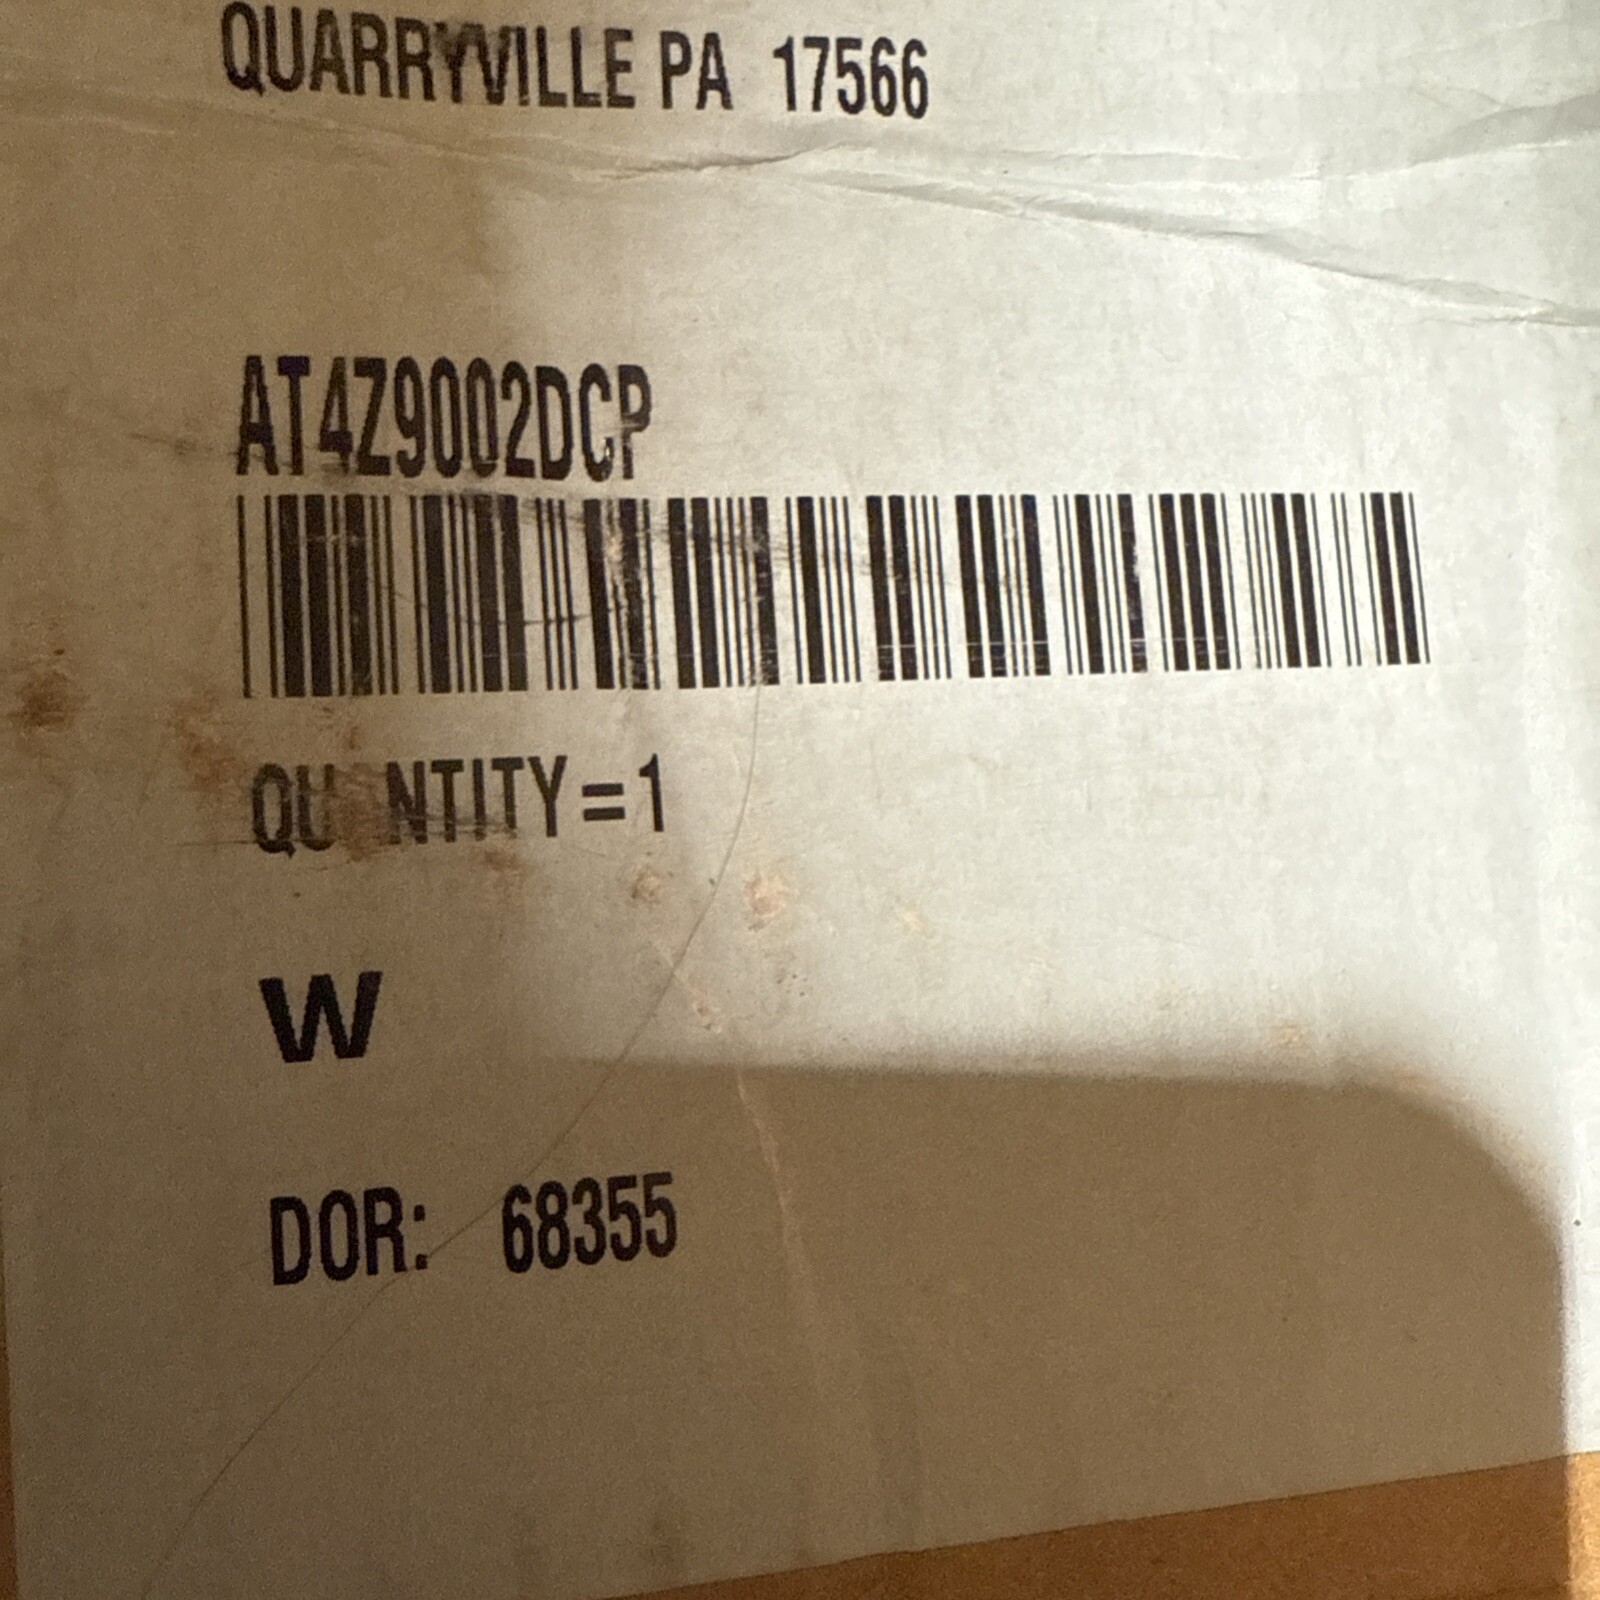 QUARRYVILLE PA 17566
AT4Z9002DCP
QU NTITY=1
W
DOR: 68355